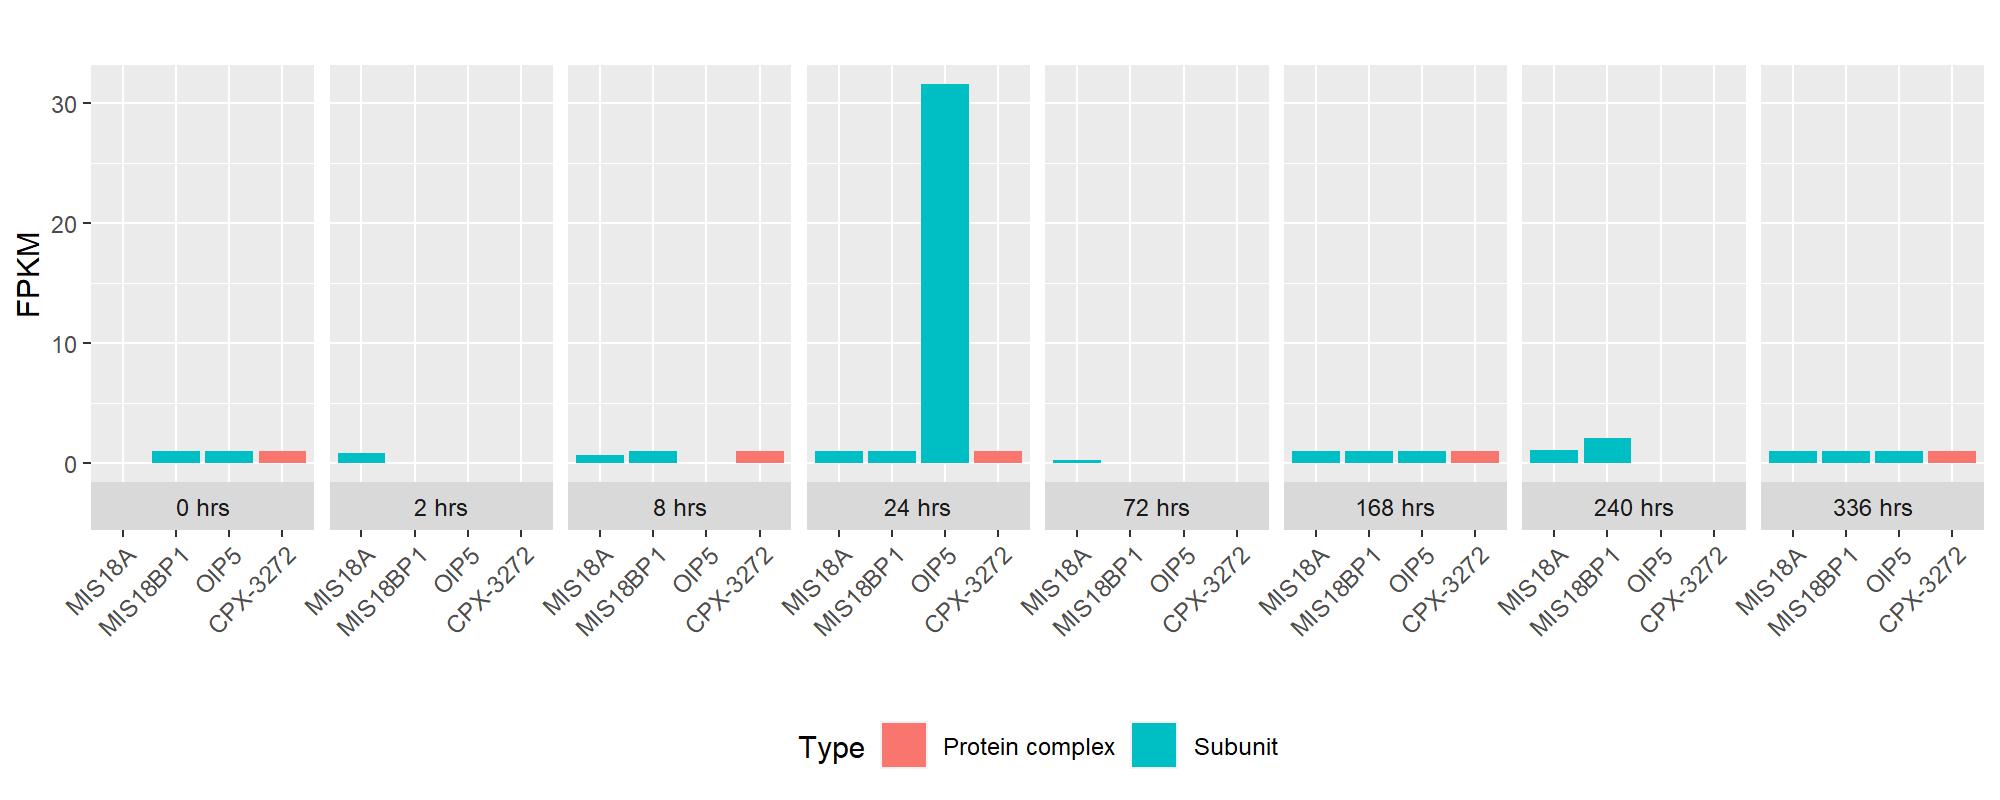 FPKM
30
20
10
0
0 hrs
2 hrs
8 hrs
24 hrs
72 hrs
168 hrs
240 hrs
336 hrs
MIS18A
MIS18BP1
OIP5
CPX-3272
MIS18A
MIS18BP1
OIP5
CPX-3272
MIS18A
MIS18BP1
OIP5
CPX-3272
MIS18A
MIS18BP1
OIP5
CPX-3272
MIS18A
MIS18BP1
OIP5
CPX-3272
MIS18A
MIS18BP1
OIP5
CPX-3272
MIS18A
MIS18BP1
OIP5
CPX-3272
MIS18A
MIS18BP1
OIP5
CPX-3272
Type Protein complex Subunit